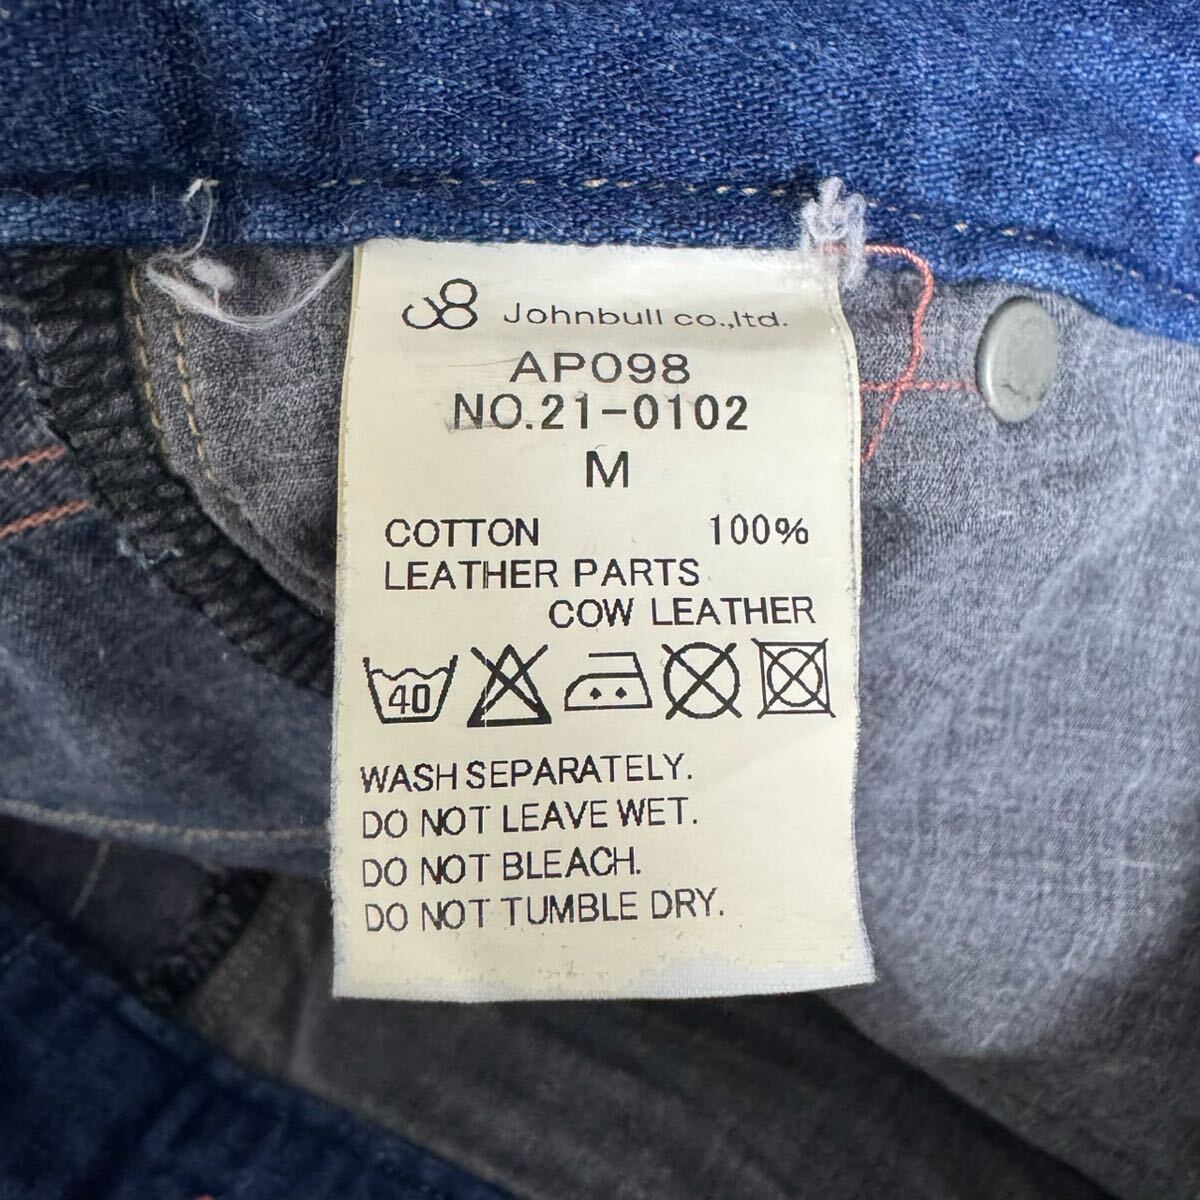 Johnbull co.,ltd.
AP098
NO.21-0102
M
COTTON 100%
LEATHER PARTS
COW LEATHER
40
WASH SEPARATELY.
DO NOT LEAVE WET.
DO NOT BLEACH.
DO NOT TUMBLE DRY.